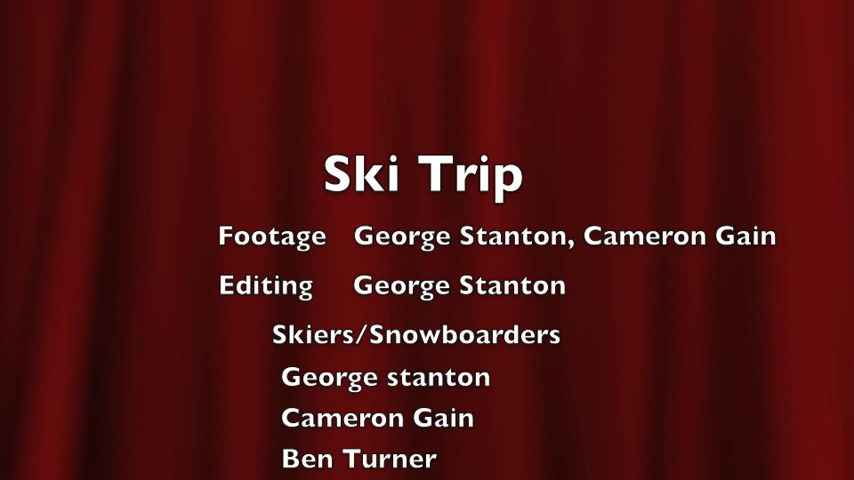 Ski Trip
Footage George Stanton, Cameron Gain
Editing George Stanton
Skiers/Snowboarders
George stanton
Cameron Gain
Ben Turner